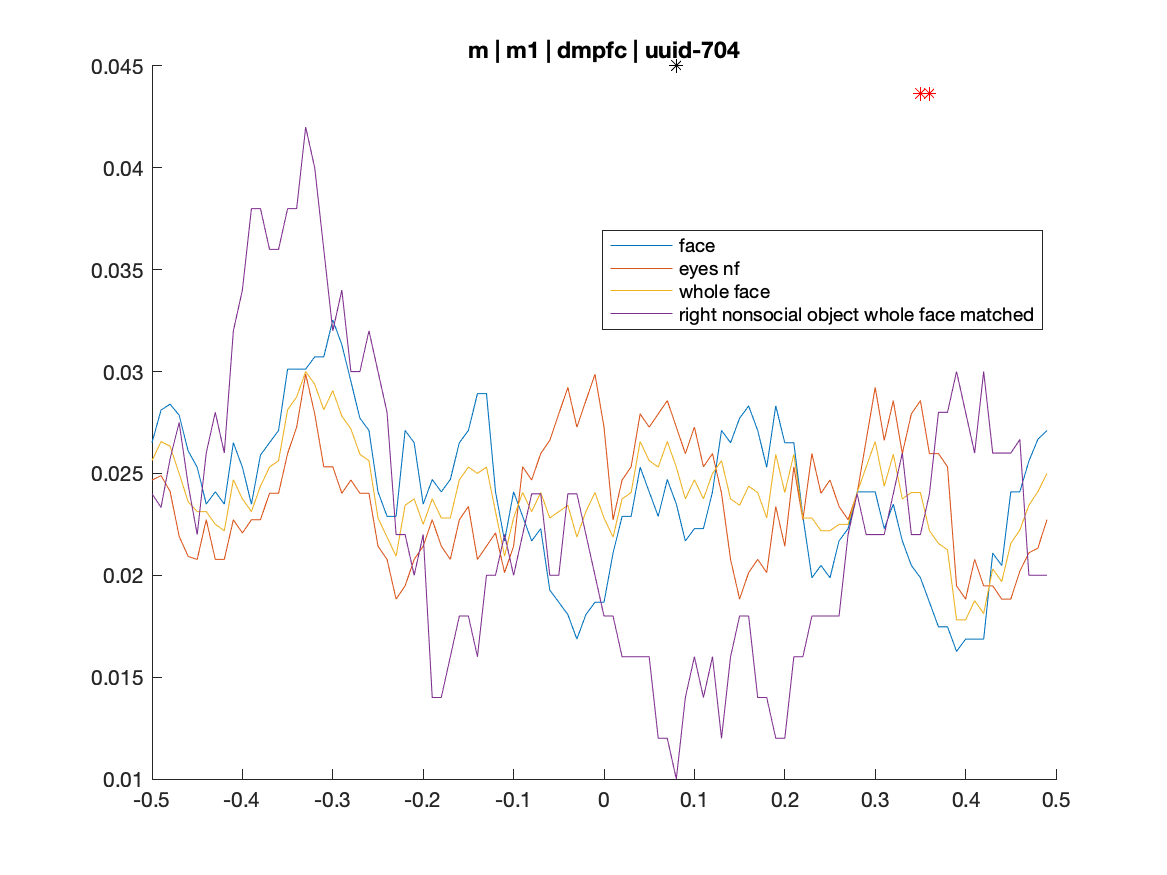 m | m1 | dmpfc | uuid-704
0.045
0.04
0.035
0.03
0.025
0.02
0.015
0.01
face
eyes nf
whole face
right nonsocial object whole face matched
-0.5 -0.4 -0.3 -0.2 -0.1 0 0.1 0.2 0.3 0.4 0.5